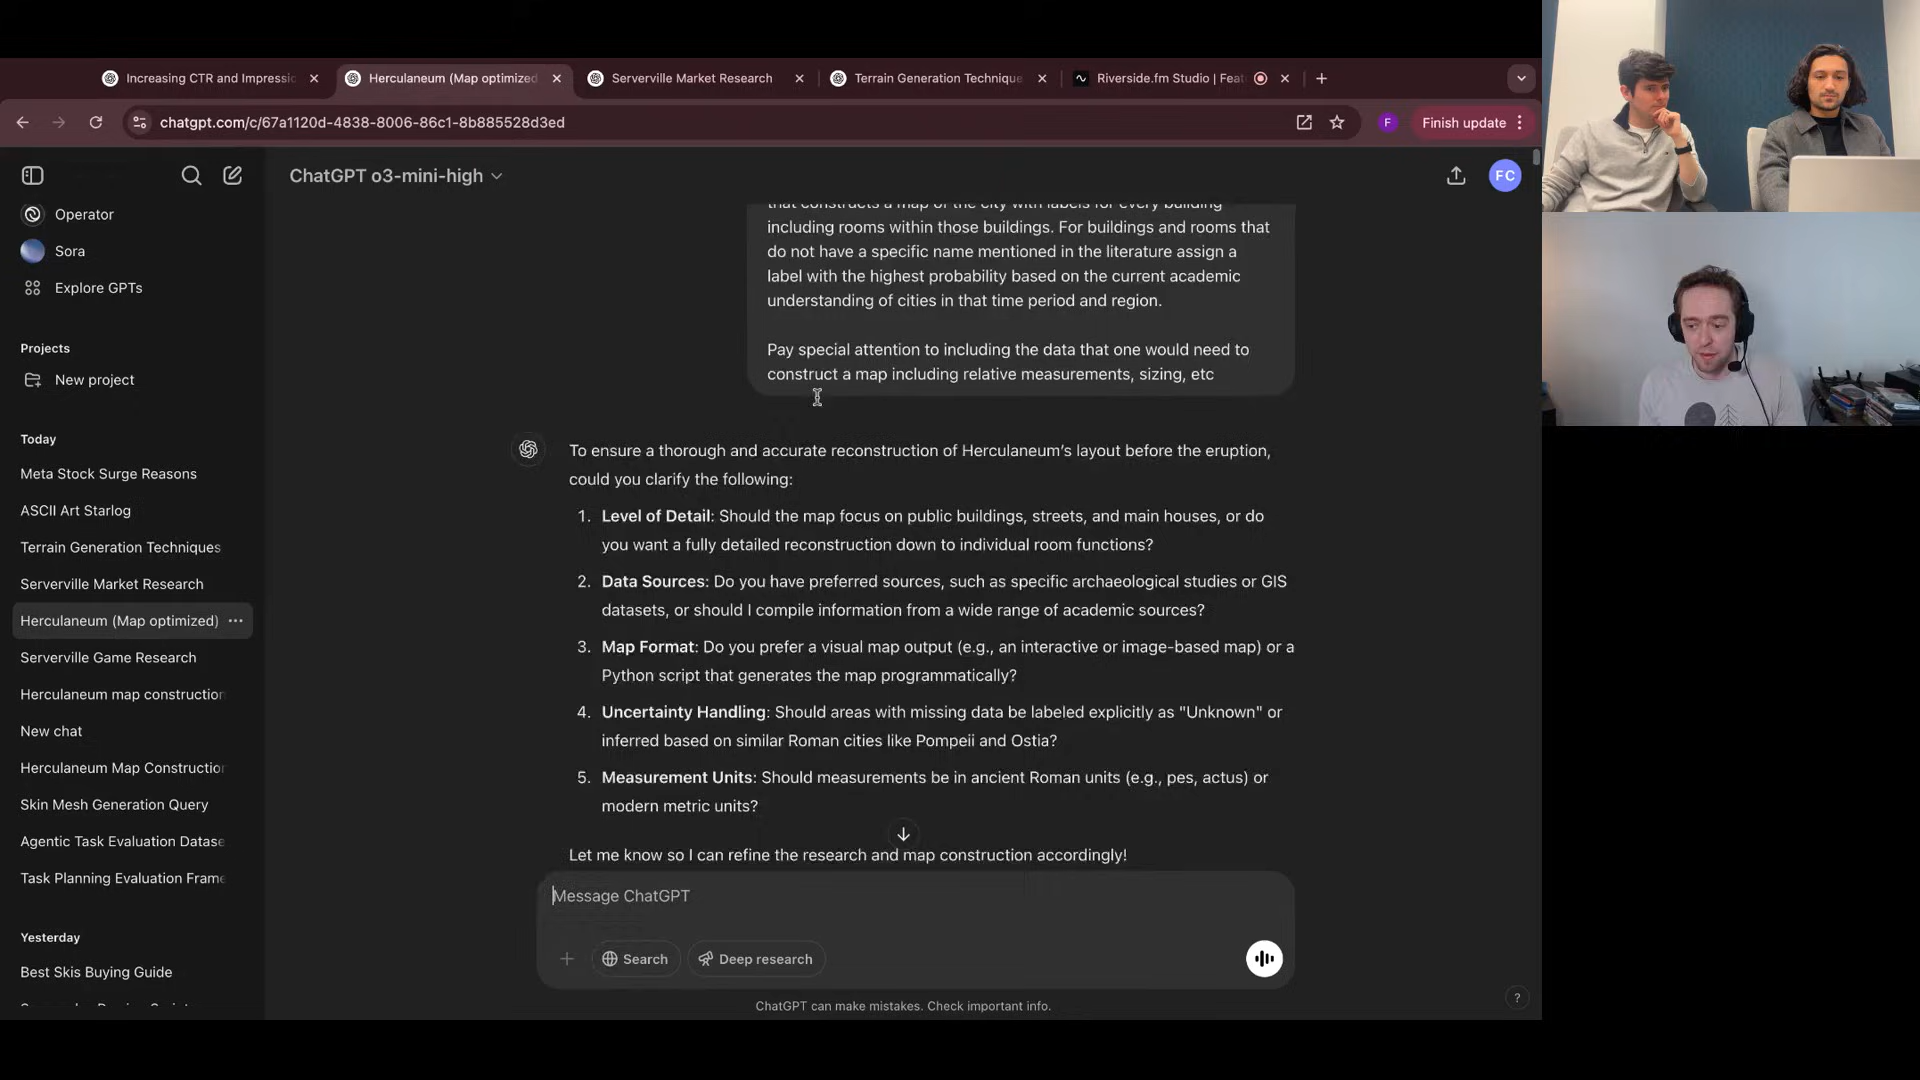 Increasing CTR and Impressic
Herculaneum (Map optimized
Serverville Market Research
Terrain Generation Technique
Riverside.fm Studio | Feat
chatgpt.com/c/67a1120d-4838-8006-86c1-8b885528d3ed
F
Finish update
ChatGPT o3-mini-high
FC
Operator
Sora
Explore GPTs
Projects
New project
Today
Meta Stock Surge Reasons
ASCII Art Starlog
Terrain Generation Techniques
Serverville Market Research
Herculaneum (Map optimized)
Serverville Game Research
Herculaneum map construction
New chat
Herculaneum Map Constructior
Skin Mesh Generation Query
Agentic Task Evaluation Datase
Task Planning Evaluation Frame
Yesterday
Best Skis Buying Guide
that constructs a map of the city with labels for every building
including rooms within those buildings. For buildings and rooms that
do not have a specific name mentioned in the literature assign a
label with the highest probability based on the current academic
understanding of cities in that time period and region.
Pay special attention to including the data that one would need to
construct a map including relative measurements, sizing, etc
To ensure a thorough and accurate reconstruction of Herculaneum's layout before the eruption,
could you clarify the following:
1. Level of Detail: Should the map focus on public buildings, streets, and main houses, or do
you want a fully detailed reconstruction down to individual room functions?
2. Data Sources: Do you have preferred sources, such as specific archaeological studies or GIS
datasets, or should I compile information from a wide range of academic sources?
3. Map Format: Do you prefer a visual map output (e.g., an interactive or image-based map) or a
Python script that generates the map programmatically?
4. Uncertainty Handling: Should areas with missing data be labeled explicitly as "Unknown" or
inferred based on similar Roman cities like Pompeii and Ostia?
5. Measurement Units: Should measurements be in ancient Roman units (e.g., pes, actus) or
modern metric units?
Let me know so I can refine the research and map construction accordingly!
Message ChatGPT
Search
Deep research
ChatGPT can make mistakes. Check important info.
?